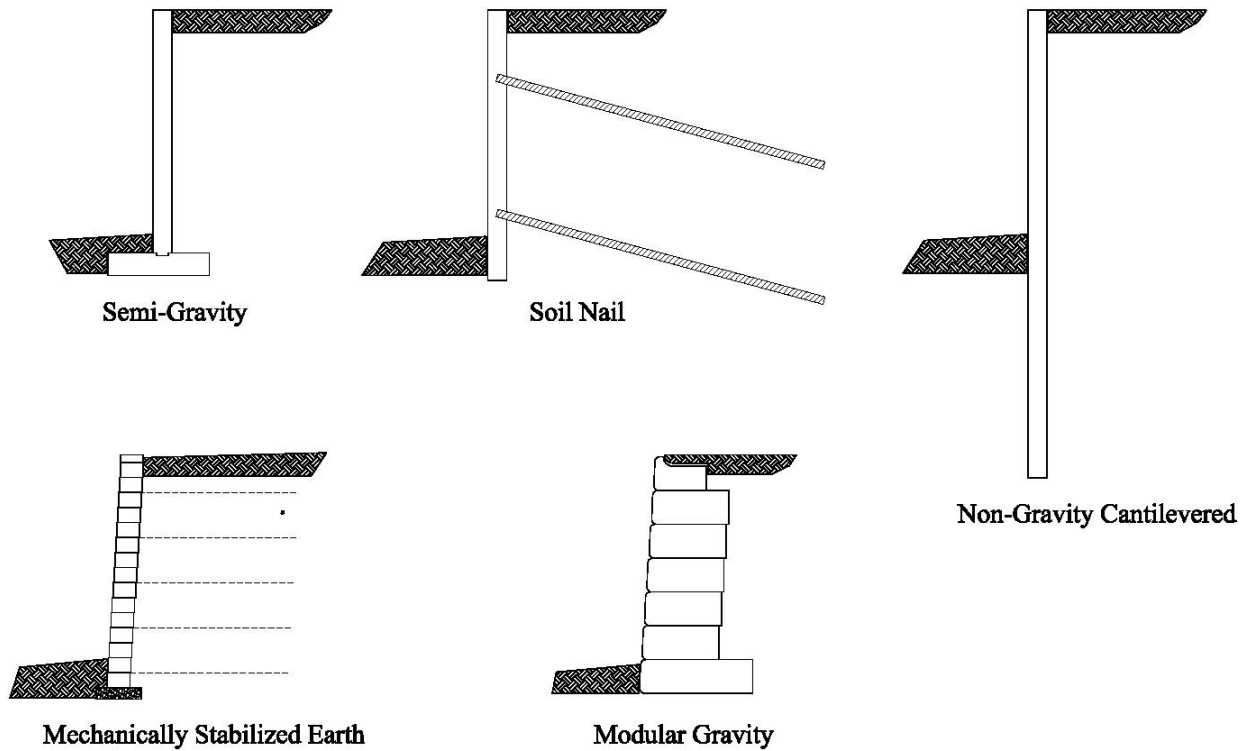 Semi-Gravity
Soil Nail
Non-Gravity Cantilevered
Mechanically Stabilized Earth
Modular Gravity